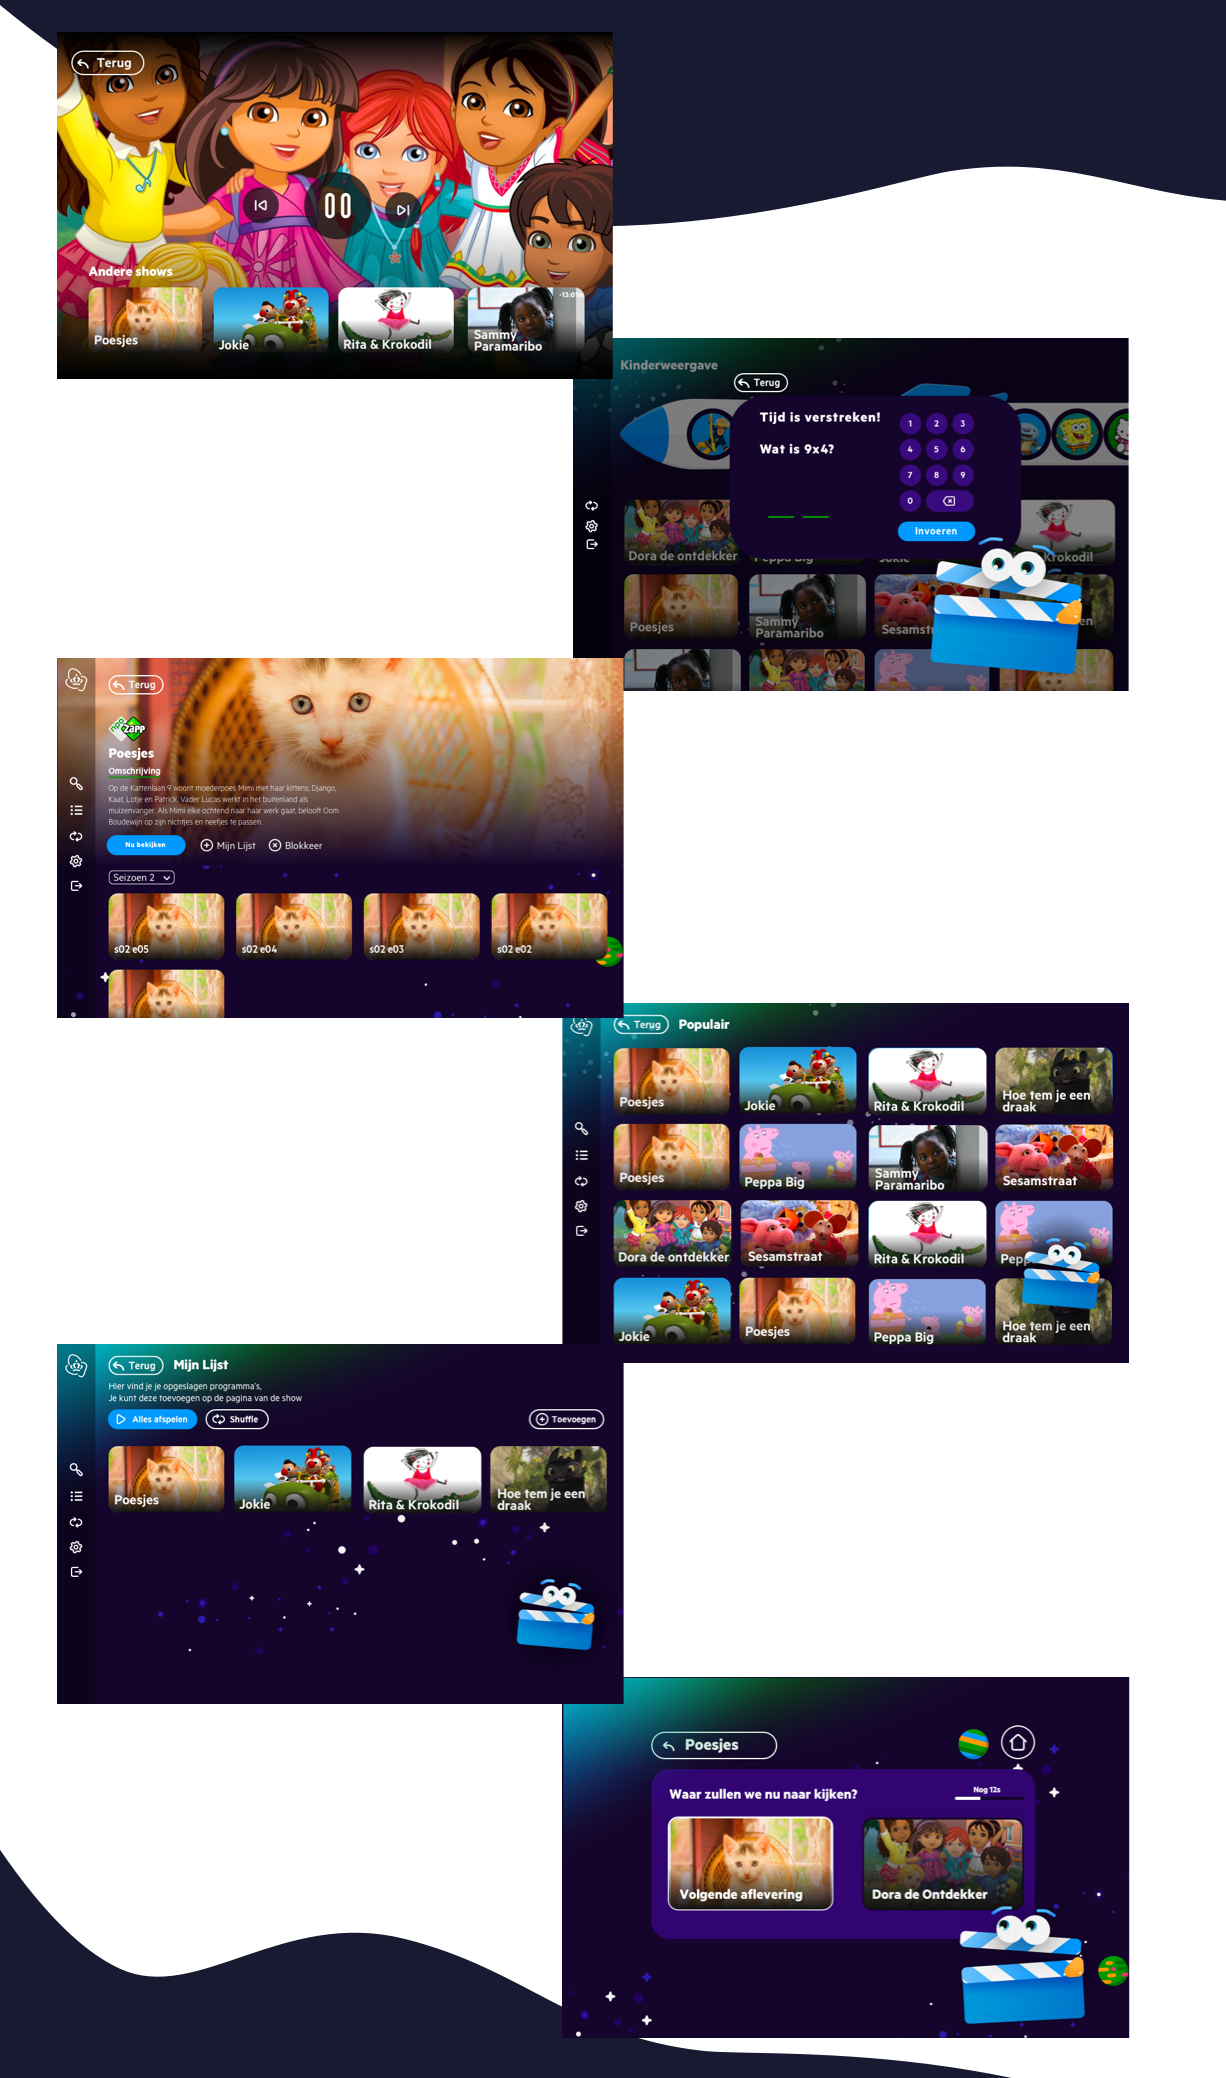 Terug
Andere shows
Poesjes
Jokie
Rita & Krokodil
-13:01
Sammy
Paramaribo
Kinderweergave
Terug
Tijd is verstreken!
Wat is 9x4?
1 2 3
4 5 6
7 8 9
0
Invoeren
Dora de ontdekker
Peppa Big
Jokie
Krokodil
Poesjes
Sammy
Paramaribo
Sesamst
en
Terug
npo
zapp
Poesjes
Omschrijving
Op de Kattenlaan 9 woont moederpoes Mimi met haar kittens; Django,
Kaat, Lotje en Patrick. Vader Lucas werkt in het buitenland als
muizenvanger. Als Mimi elke ochtend naar haar werk gaat, belooft Oom
Boudewijn op zijn nichtjes en neefjes te passen.
Nu bekijken
Mijn Lijst
Blokkeer
Seizoen 2
s02 e05
s02 e04
s02 e03
s02 e02
Terug
Populair
Poesjes
Jokie
Rita & Krokodil
Hoe tem je een
draak
Poesjes
Peppa Big
Sammy
Paramaribo
Sesamstraat
Dora de ontdekker
Sesamstraat
Rita & Krokodil
Pepp
Jokie
Poesjes
Peppa Big
Hoe tem je een
draak
Terug
Mijn Lijst
Hier vind je je opgeslagen programma's,
Je kunt deze toevoegen op de pagina van de show
Alles afspelen
Shuffle
Toevoegen
Poesjes
Jokie
Rita & Krokodil
Hoe tem je een
draak
Poesjes
Waar zullen we nu naar kijken?
Nog 12s
Volgende aflevering
Dora de Ontdekker